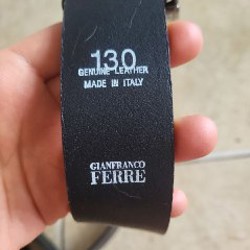 130
GENUINE LEATHER
MADE IN ITALY
GIANFRANCO
FERRE